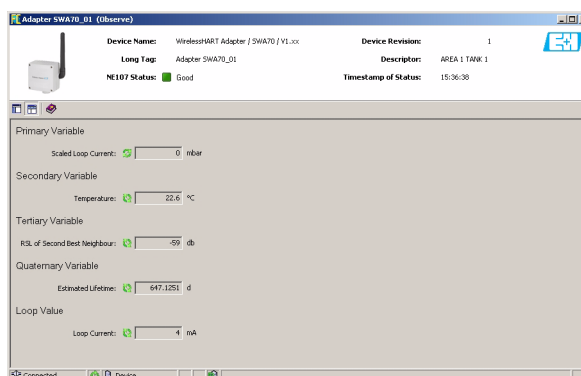 Adapter SWA70_01 (Observe)
Device Name: WirelessHART Adapter / SWA70 / V1.xx Device Revision: 1
Long Tag: Adapter SWA70_01 Descriptor: AREA 1 TANK 1
NE107 Status: Good Timestamp of Status: 15:36:38
Primary Variable
Scaled Loop Current: 0 mbar
Secondary Variable
Temperature: 22.6 °C
Tertiary Variable
RSL of Second Best Neighbour: -59 db
Quaternary Variable
Estimated Lifetime: 647.1251 d
Loop Value
Loop Current: 4 mA
Connected Device